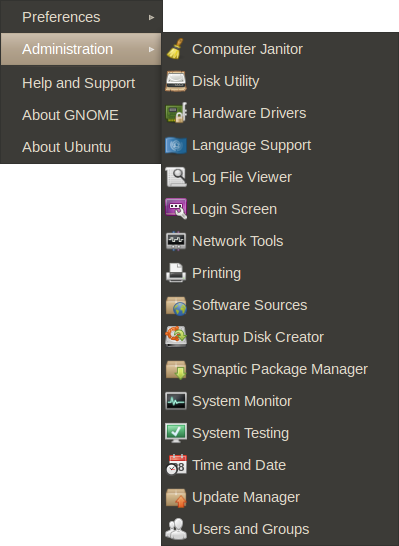 Preferences
Administration
Help and Support
About GNOME
About Ubuntu
Computer Janitor
Disk Utility
Hardware Drivers
Language Support
Log File Viewer
Login Screen
Network Tools
Printing
Software Sources
Startup Disk Creator
Synaptic Package Manager
System Monitor
System Testing
Time and Date
Update Manager
Users and Groups